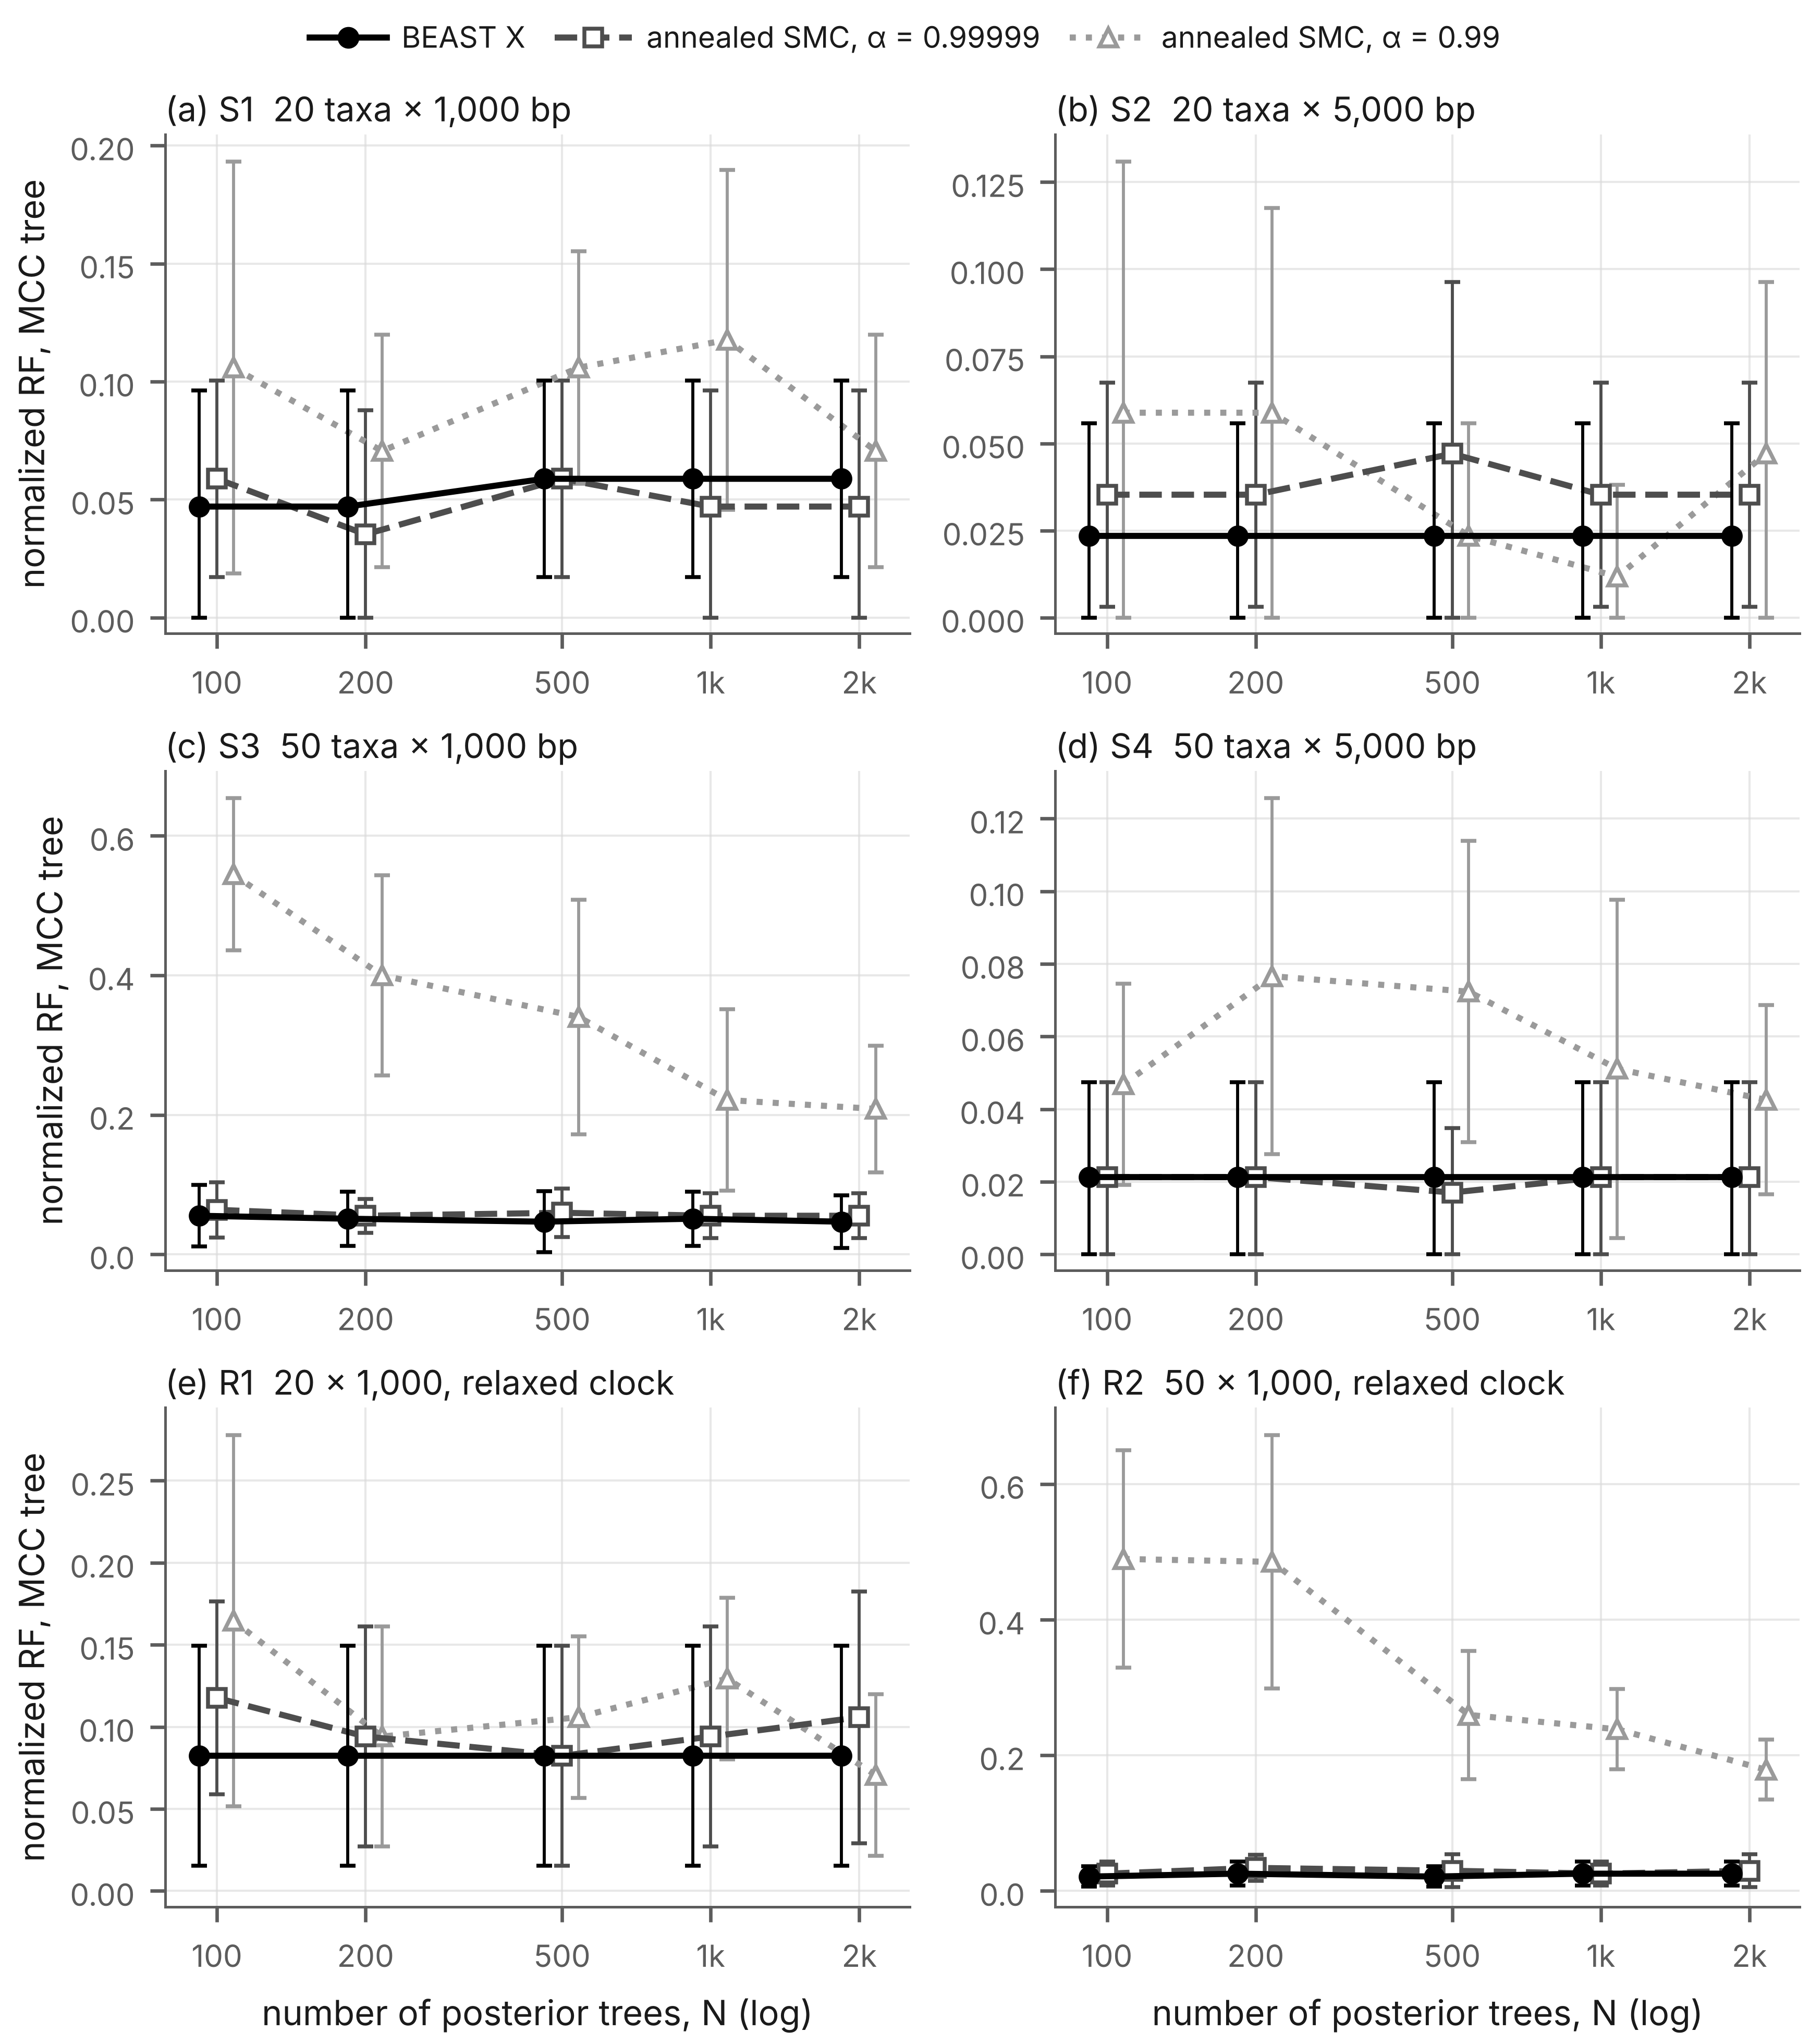 BEAST X annealed SMC, α = 0.99999 annealed SMC, α = 0.99
(a) S1 20 taxa × 1,000 bp
normalized RF, MCC tree
0.20
0.15
0.10
0.05
0.00
100 200 500 1k 2k
(b) S2 20 taxa × 5,000 bp
0.125
0.100
0.075
0.050
0.025
0.000
100 200 500 1k 2k
(c) S3 50 taxa × 1,000 bp
normalized RF, MCC tree
0.6
0.4
0.2
0.0
100 200 500 1k 2k
(d) S4 50 taxa × 5,000 bp
0.12
0.10
0.08
0.06
0.04
0.02
0.00
100 200 500 1k 2k
(e) R1 20 × 1,000, relaxed clock
normalized RF, MCC tree
0.25
0.20
0.15
0.10
0.05
0.00
100 200 500 1k 2k
number of posterior trees, N (log)
(f) R2 50 × 1,000, relaxed clock
0.6
0.4
0.2
0.0
100 200 500 1k 2k
number of posterior trees, N (log)